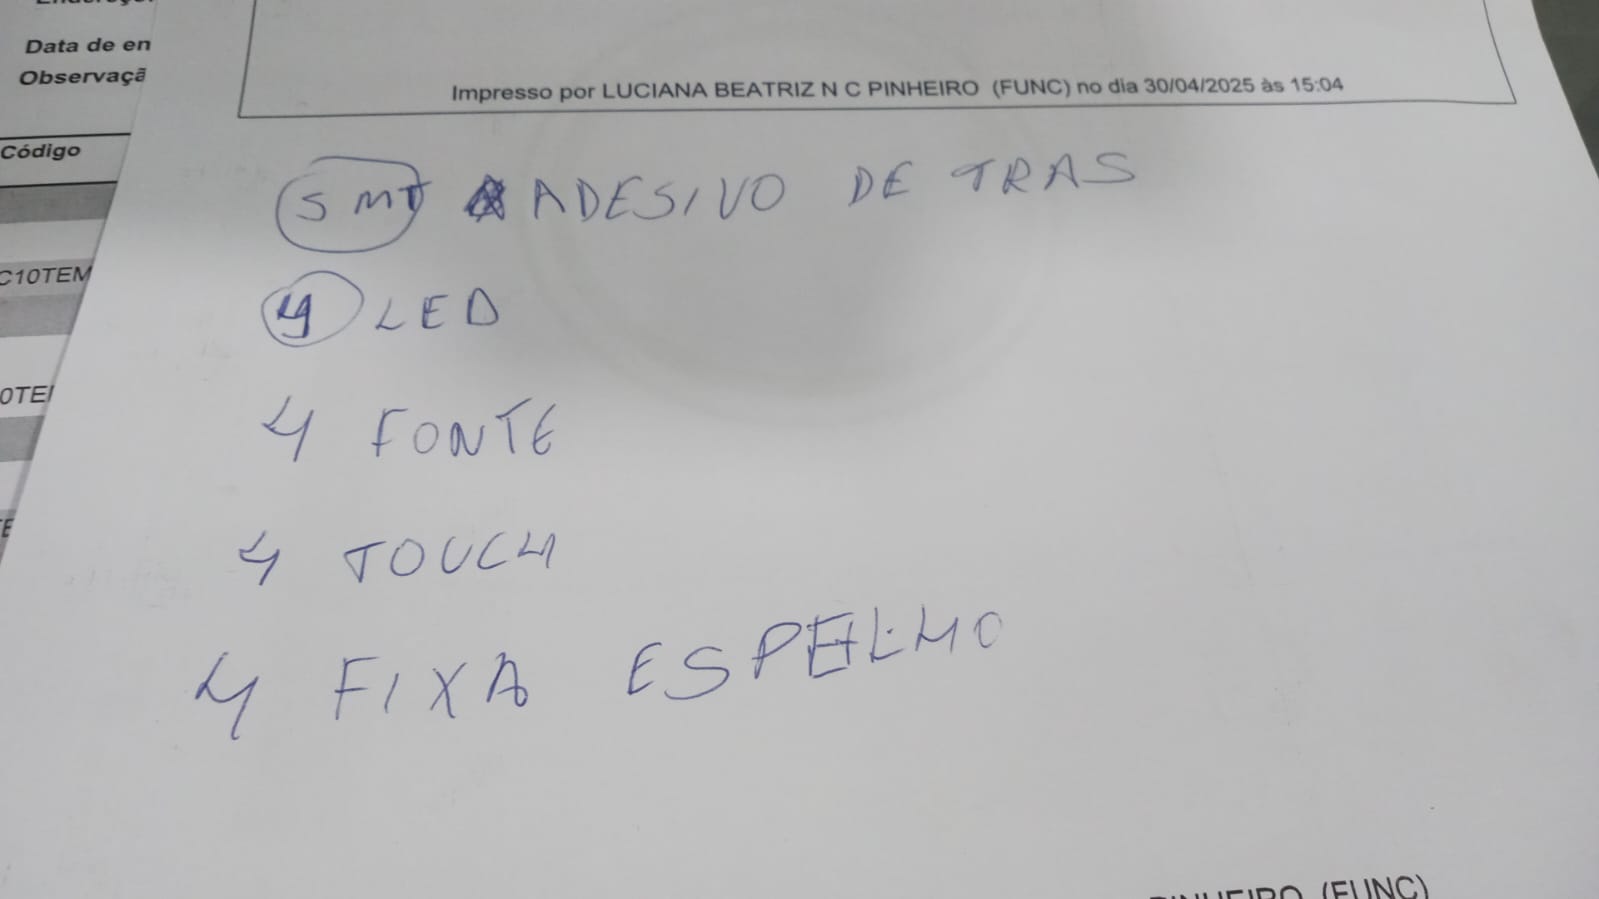 Data de en
Observaçã
Código
C10TEM
0TE
Impresso por LUCIANA BEATRIZ N C PINHEIRO (FUNC) no dia 30/04/2025 às 15:04
5 MT ADESIVO DE TRAS
4 LED
4 FONTE
4 TOUCH
4 FIXA ESPELHO
PINHEIRO (FUNC)